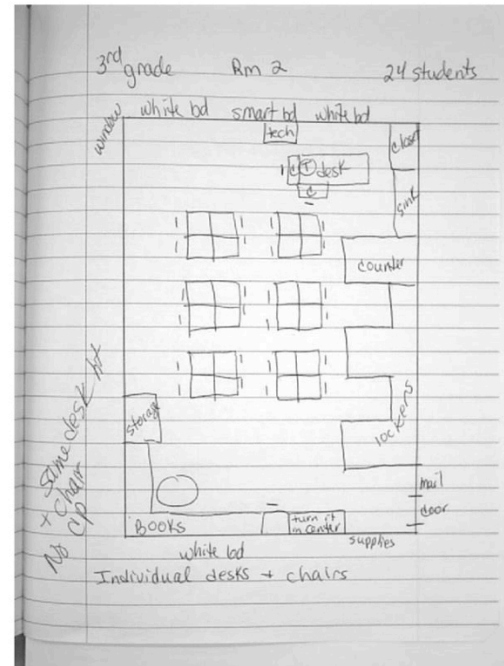 3rd grade Rm 2 24 students
white bd smart bd white bd
window
tech
closet
T desk
C
sink
counter
storage
lockers
mail
door
BOOKS
turn it in center
supplies
white bd
Individual desks + chairs
Same desk ht
+ chair
No CP